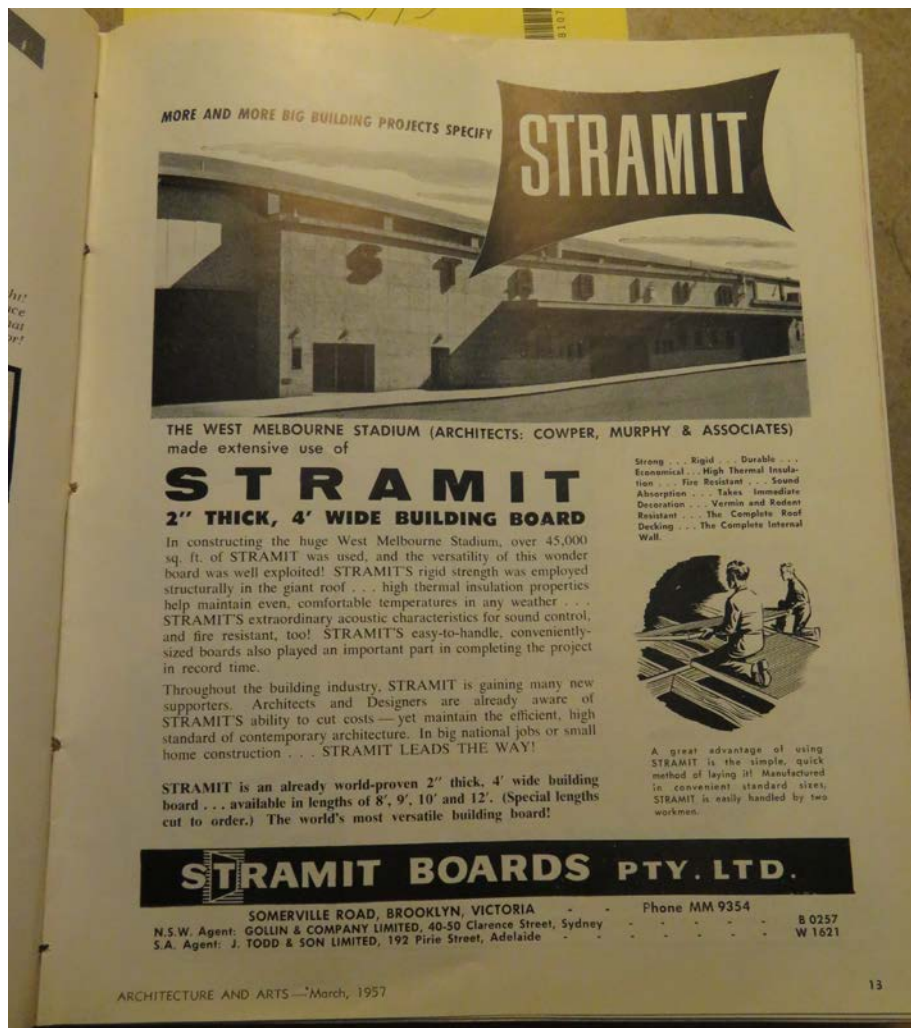 8107
MORE AND MORE BIG BUILDING PROJECTS SPECIFY
STRAMIT
THE WEST MELBOURNE STADIUM (ARCHITECTS: COWPER, MURPHY & ASSOCIATES)
made extensive use of
STRAMIT
2″ THICK, 4′ WIDE BUILDING BOARD
In constructing the huge West Melbourne Stadium, over 45,000
sq. ft. of STRAMIT was used, and the versatility of this wonder
board was well exploited! STRAMIT'S rigid strength was employed
structurally in the giant roof . . . high thermal insulation properties
help maintain even, comfortable temperatures in any weather . . .
STRAMIT'S extraordinary acoustic characteristics for sound control,
and fire resistant, too! STRAMIT'S easy-to-handle, conveniently-
sized boards also played an important part in completing the project
in record time.
Throughout the building industry, STRAMIT is gaining many new
supporters. Architects and Designers are already aware of
STRAMIT'S ability to cut costs — yet maintain the efficient, high
standard of contemporary architecture. In big national jobs or small
home construction . . . STRAMIT LEADS THE WAY!
STRAMIT is an already world-proven 2″ thick, 4′ wide building
board . . . available in lengths of 8′, 9′, 10′ and 12′. (Special lengths
cut to order.) The world's most versatile building board!
Strong . . . Rigid . . . Durable . . .
Economical . . . High Thermal Insula-
tion . . . Fire Resistant . . . Sound
Absorption . . . Takes Immediate
Decoration . . . Vermin and Rodent
Resistant . . . The Complete Roof
Decking . . . The Complete Internal
Wall.
A great advantage of using
STRAMIT is the simple, quick
method of laying it! Manufactured
in convenient standard sizes,
STRAMIT is easily handled by two
workmen.
STRAMIT BOARDS PTY. LTD.
SOMERVILLE ROAD, BROOKLYN, VICTORIA - - Phone MM 9354
N.S.W. Agent: GOLLIN & COMPANY LIMITED, 40-50 Clarence Street, Sydney - - - - - - B 0257
S.A. Agent: J. TODD & SON LIMITED, 192 Pirie Street, Adelaide - - - - - - - W 1621
ARCHITECTURE AND ARTS — March, 1957
13